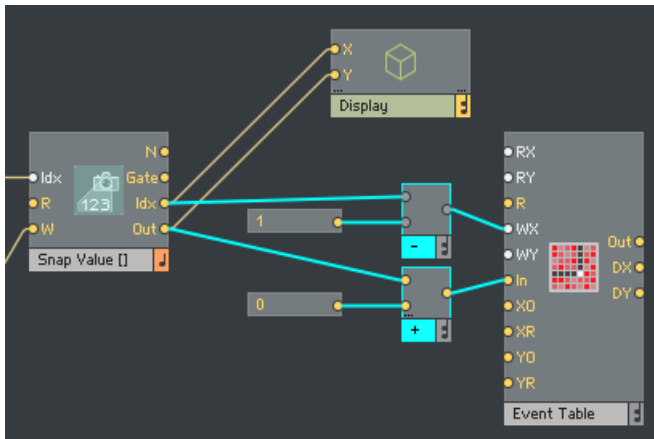 X
Y
...
...
Display
N
Idx
Gate
R
123
Idx
W
Out
Snap Value []
1
-
0
...
+
RX
RY
R
WX
WY
Out
In
DX
XO
DY
XR
YO
YR
Event Table